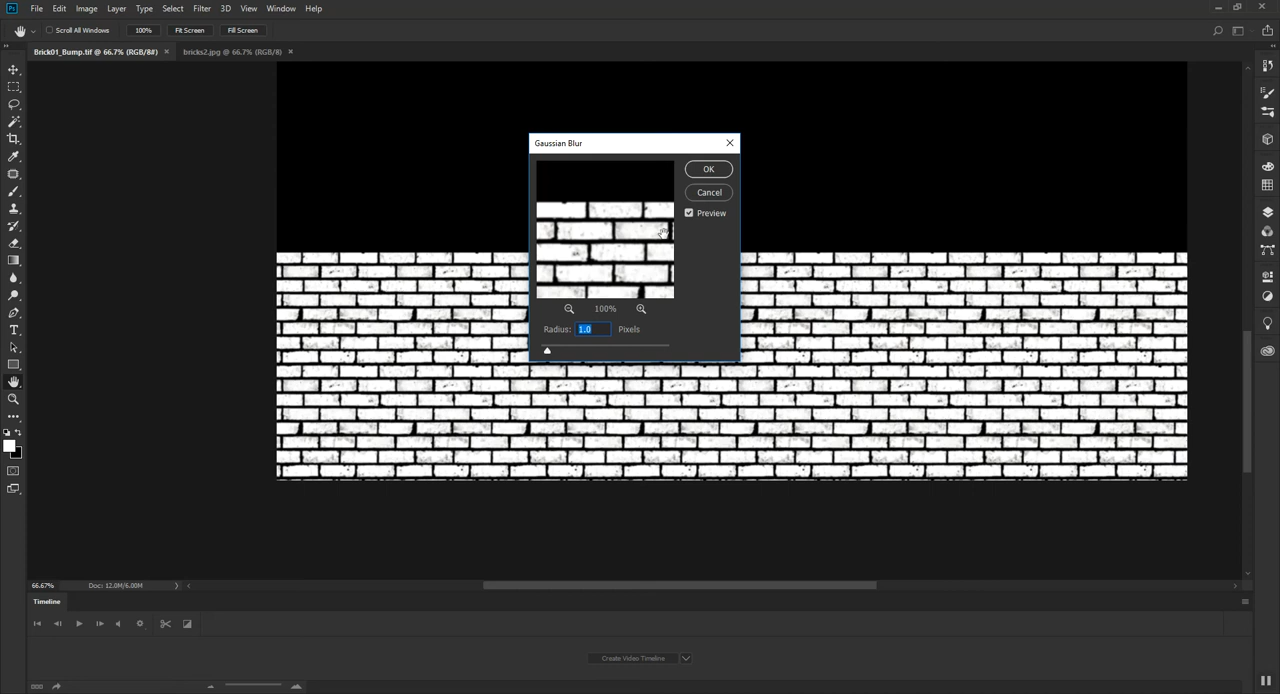 Ps File Edit Image Layer Type Select Filter 3D View Window Help
Scroll All Windows 100% Fit Screen Fill Screen
Brick01_Bump.tif @ 66.7% (RGB/8#) × bricks2.jpg @ 66.7% (RGB/8) ×
Gaussian Blur
OK
Cancel
Preview
100%
Radius: 1.0 Pixels
66.67% Doc: 12.0M/6.00M
Timeline
Create Video Timeline